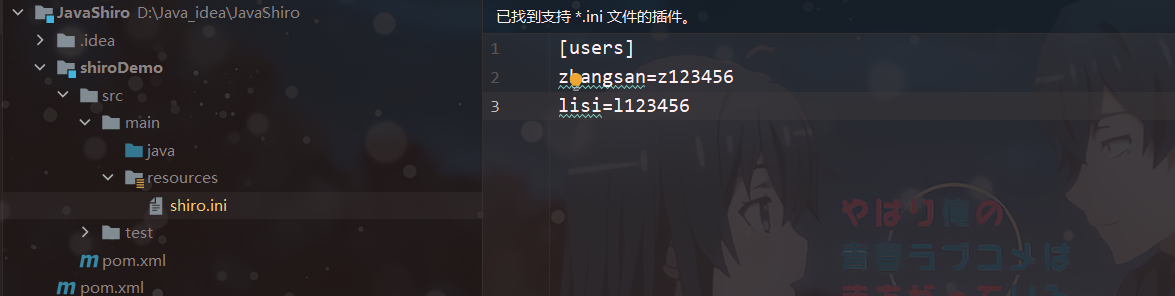 JavaShiro D:\Java_idea\JavaShiro
.idea
shiroDemo
src
main
java
resources
shiro.ini
test
pom.xml
pom.xml
已找到支持 *.ini 文件的插件。
1 [users]
2 zhangsan=z123456
3 lisi=l123456
やはり俺の
青春ラブコメは